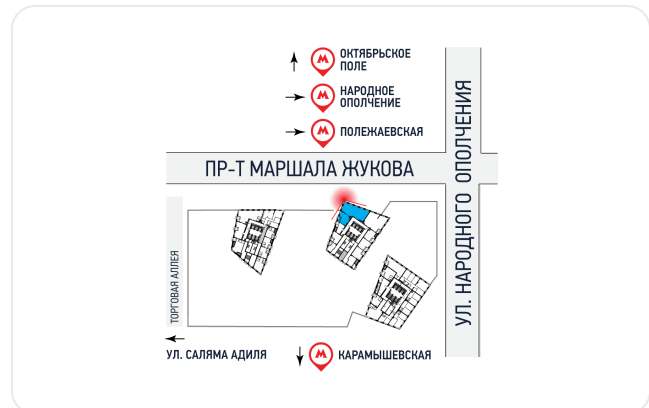 ОКТЯБРЬСКОЕ
ПОЛЕ
НАРОДНОЕ
ОПОЛЧЕНИЕ
ПОЛЕЖАЕВСКАЯ
ПР-Т МАРШАЛА ЖУКОВА
УЛ. НАРОДНОГО ОПОЛЧЕНИЯ
ТОРГОВАЯ АЛЛЕЯ
УЛ. САЛЯМА АДИЛЯ
КАРАМЫШЕВСКАЯ